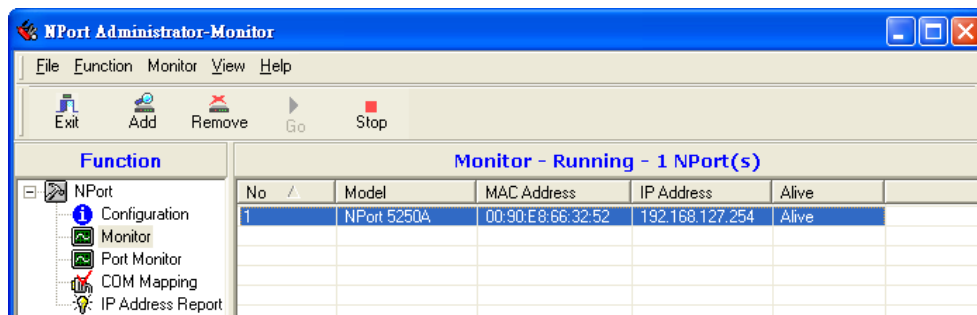 NPort Administrator-Monitor
File Function Monitor View Help
Exit Add Remove Go Stop
Function
Monitor - Running - 1 NPort(s)
NPort
Configuration
Monitor
Port Monitor
COM Mapping
IP Address Report
No Model MAC Address IP Address Alive
1 NPort 5250A 00:90:E8:66:32:52 192.168.127.254 Alive